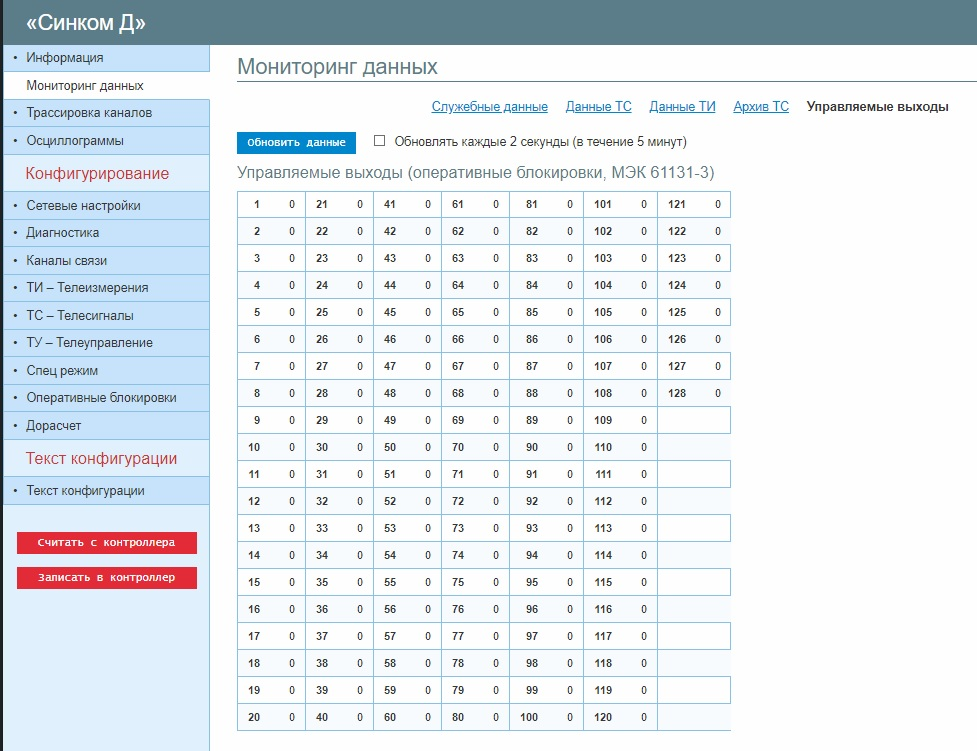 «Синком Д»
• Информация
Мониторинг данных
• Трассировка каналов
• Осциллограммы
Конфигурирование
• Сетевые настройки
• Диагностика
• Каналы связи
• ТИ – Телеизмерения
• ТС – Телесигналы
• ТУ – Телеуправление
• Спец режим
• Оперативные блокировки
• Дорасчет
Текст конфигурации
• Текст конфигурации
Считать с контроллера
Записать в контроллер
Мониторинг данных
Служебные данные Данные ТС Данные ТИ Архив ТС Управляемые выходы
Обновить данные Обновлять каждые 2 секунды (в течение 5 минут)
Управляемые выходы (оперативные блокировки, МЭК 61131-3)
1 0 21 0 41 0 61 0 81 0 101 0 121 0
2 0 22 0 42 0 62 0 82 0 102 0 122 0
3 0 23 0 43 0 63 0 83 0 103 0 123 0
4 0 24 0 44 0 64 0 84 0 104 0 124 0
5 0 25 0 45 0 65 0 85 0 105 0 125 0
6 0 26 0 46 0 66 0 86 0 106 0 126 0
7 0 27 0 47 0 67 0 87 0 107 0 127 0
8 0 28 0 48 0 68 0 88 0 108 0 128 0
9 0 29 0 49 0 69 0 89 0 109 0
10 0 30 0 50 0 70 0 90 0 110 0
11 0 31 0 51 0 71 0 91 0 111 0
12 0 32 0 52 0 72 0 92 0 112 0
13 0 33 0 53 0 73 0 93 0 113 0
14 0 34 0 54 0 74 0 94 0 114 0
15 0 35 0 55 0 75 0 95 0 115 0
16 0 36 0 56 0 76 0 96 0 116 0
17 0 37 0 57 0 77 0 97 0 117 0
18 0 38 0 58 0 78 0 98 0 118 0
19 0 39 0 59 0 79 0 99 0 119 0
20 0 40 0 60 0 80 0 100 0 120 0